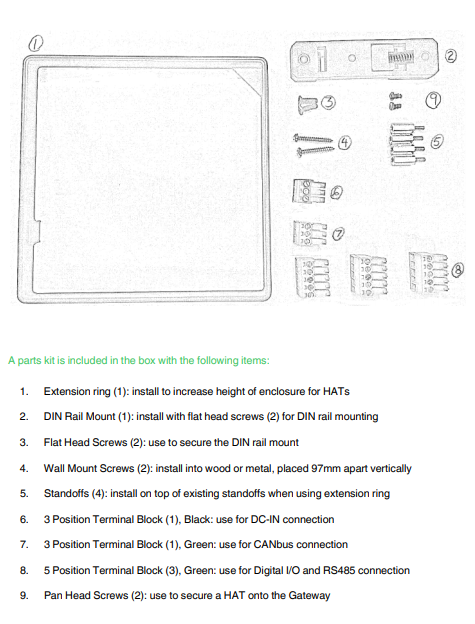 1
2
3
9
4
5
6
7
8
A parts kit is included in the box with the following items:
1. Extension ring (1): install to increase height of enclosure for HATs
2. DIN Rail Mount (1): install with flat head screws (2) for DIN rail mounting
3. Flat Head Screws (2): use to secure the DIN rail mount
4. Wall Mount Screws (2): install into wood or metal, placed 97mm apart vertically
5. Standoffs (4): install on top of existing standoffs when using extension ring
6. 3 Position Terminal Block (1), Black: use for DC-IN connection
7. 3 Position Terminal Block (1), Green: use for CANbus connection
8. 5 Position Terminal Block (3), Green: use for Digital I/O and RS485 connection
9. Pan Head Screws (2): use to secure a HAT onto the Gateway